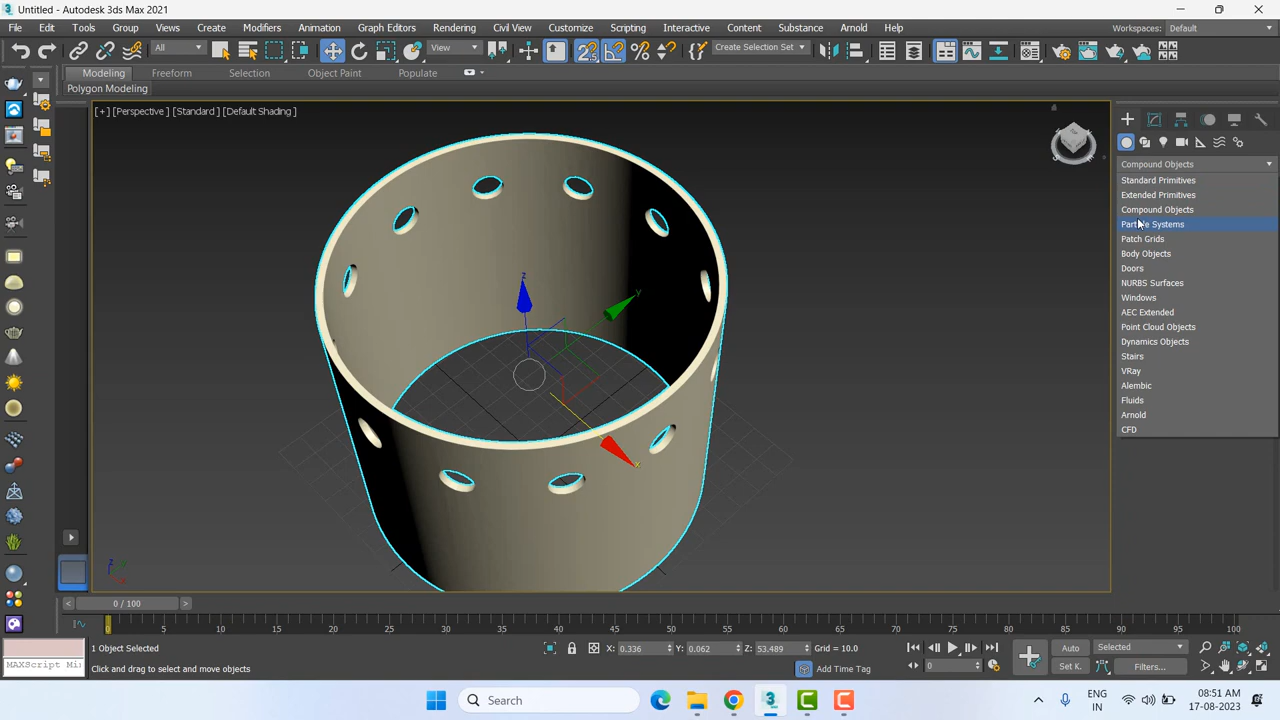 Untitled - Autodesk 3ds Max 2021
File Edit Tools Group Views Create Modifiers Animation Graph Editors Rendering Civil View Customize Scripting Interactive Content Substance Arnold Help Workspaces: Default
All View Create Selection Set
Modeling Freeform Selection Object Paint Populate
Polygon Modeling
[+] [Perspective] [Standard] [Default Shading]
Compound Objects
Standard Primitives
Extended Primitives
Compound Objects
Particle Systems
Patch Grids
Body Objects
Doors
NURBS Surfaces
Windows
AEC Extended
Point Cloud Objects
Dynamics Objects
Stairs
VRay
Alembic
Fluids
Arnold
CFD
z
y
x
< 0 / 100 >
0 5 10 15 20 25 30 35 40 45 50 55 60 65 70 75 80 85 90 95 100
1 Object Selected X: 0.336 Y: 0.062 Z: 53.489 Grid = 10.0 Auto Selected
MAXScript Mi Click and drag to select and move objects Add Time Tag 0 Set K. Filters...
Search ENG IN 08:51 AM 17-08-2023